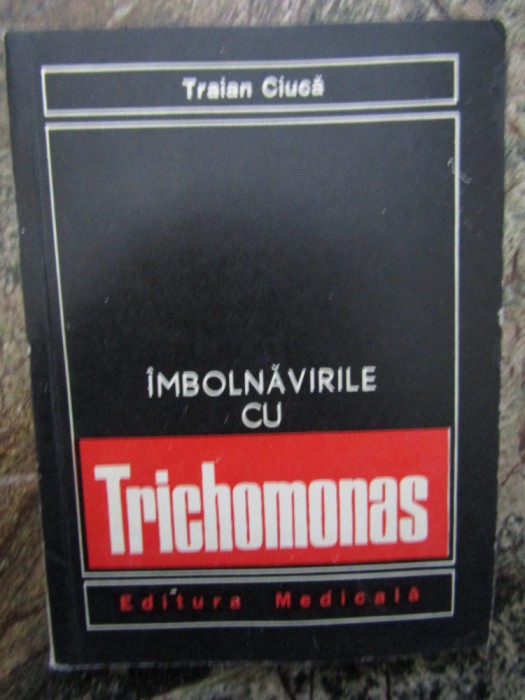 Traian Ciucă
ÎMBOLNĂVIRILE
CU
Trichomonas
Editura Medicală